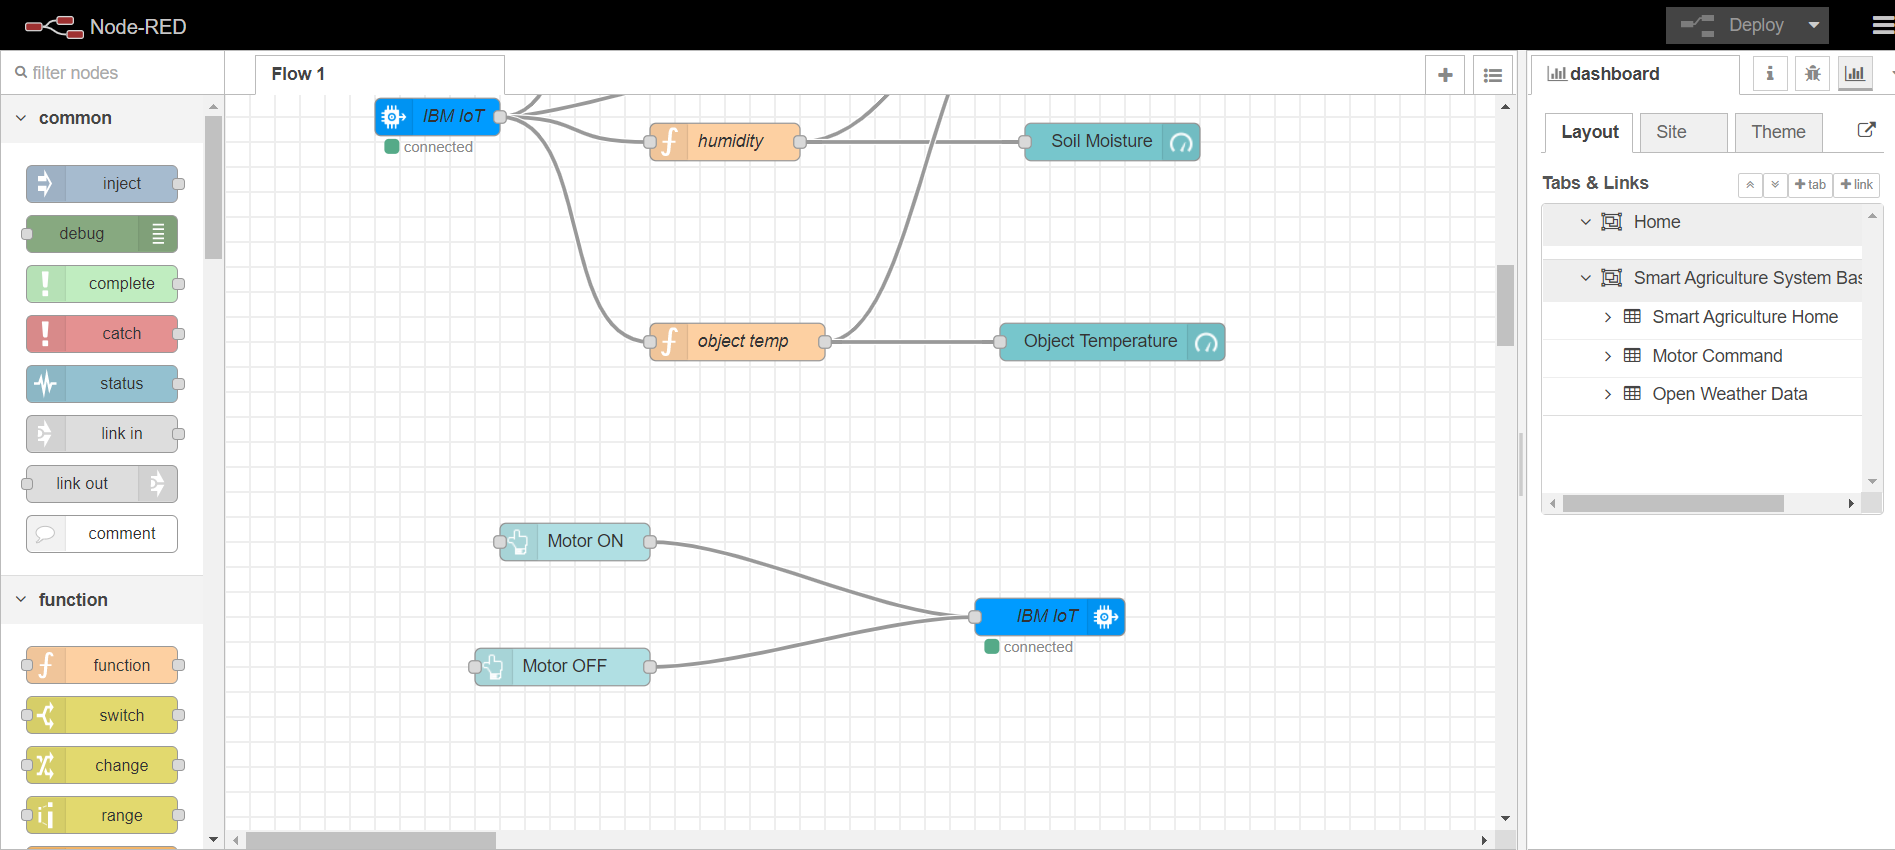 Node-RED
Deploy
filter nodes
common
inject
debug
complete
catch
status
link in
link out
comment
function
function
switch
change
range
Flow 1
IBM IoT
connected
humidity
Soil Moisture
object temp
Object Temperature
Motor ON
IBM IoT
connected
Motor OFF
dashboard
Layout
Site
Theme
Tabs & Links
tab
link
Home
Smart Agriculture System Bas
Smart Agriculture Home
Motor Command
Open Weather Data